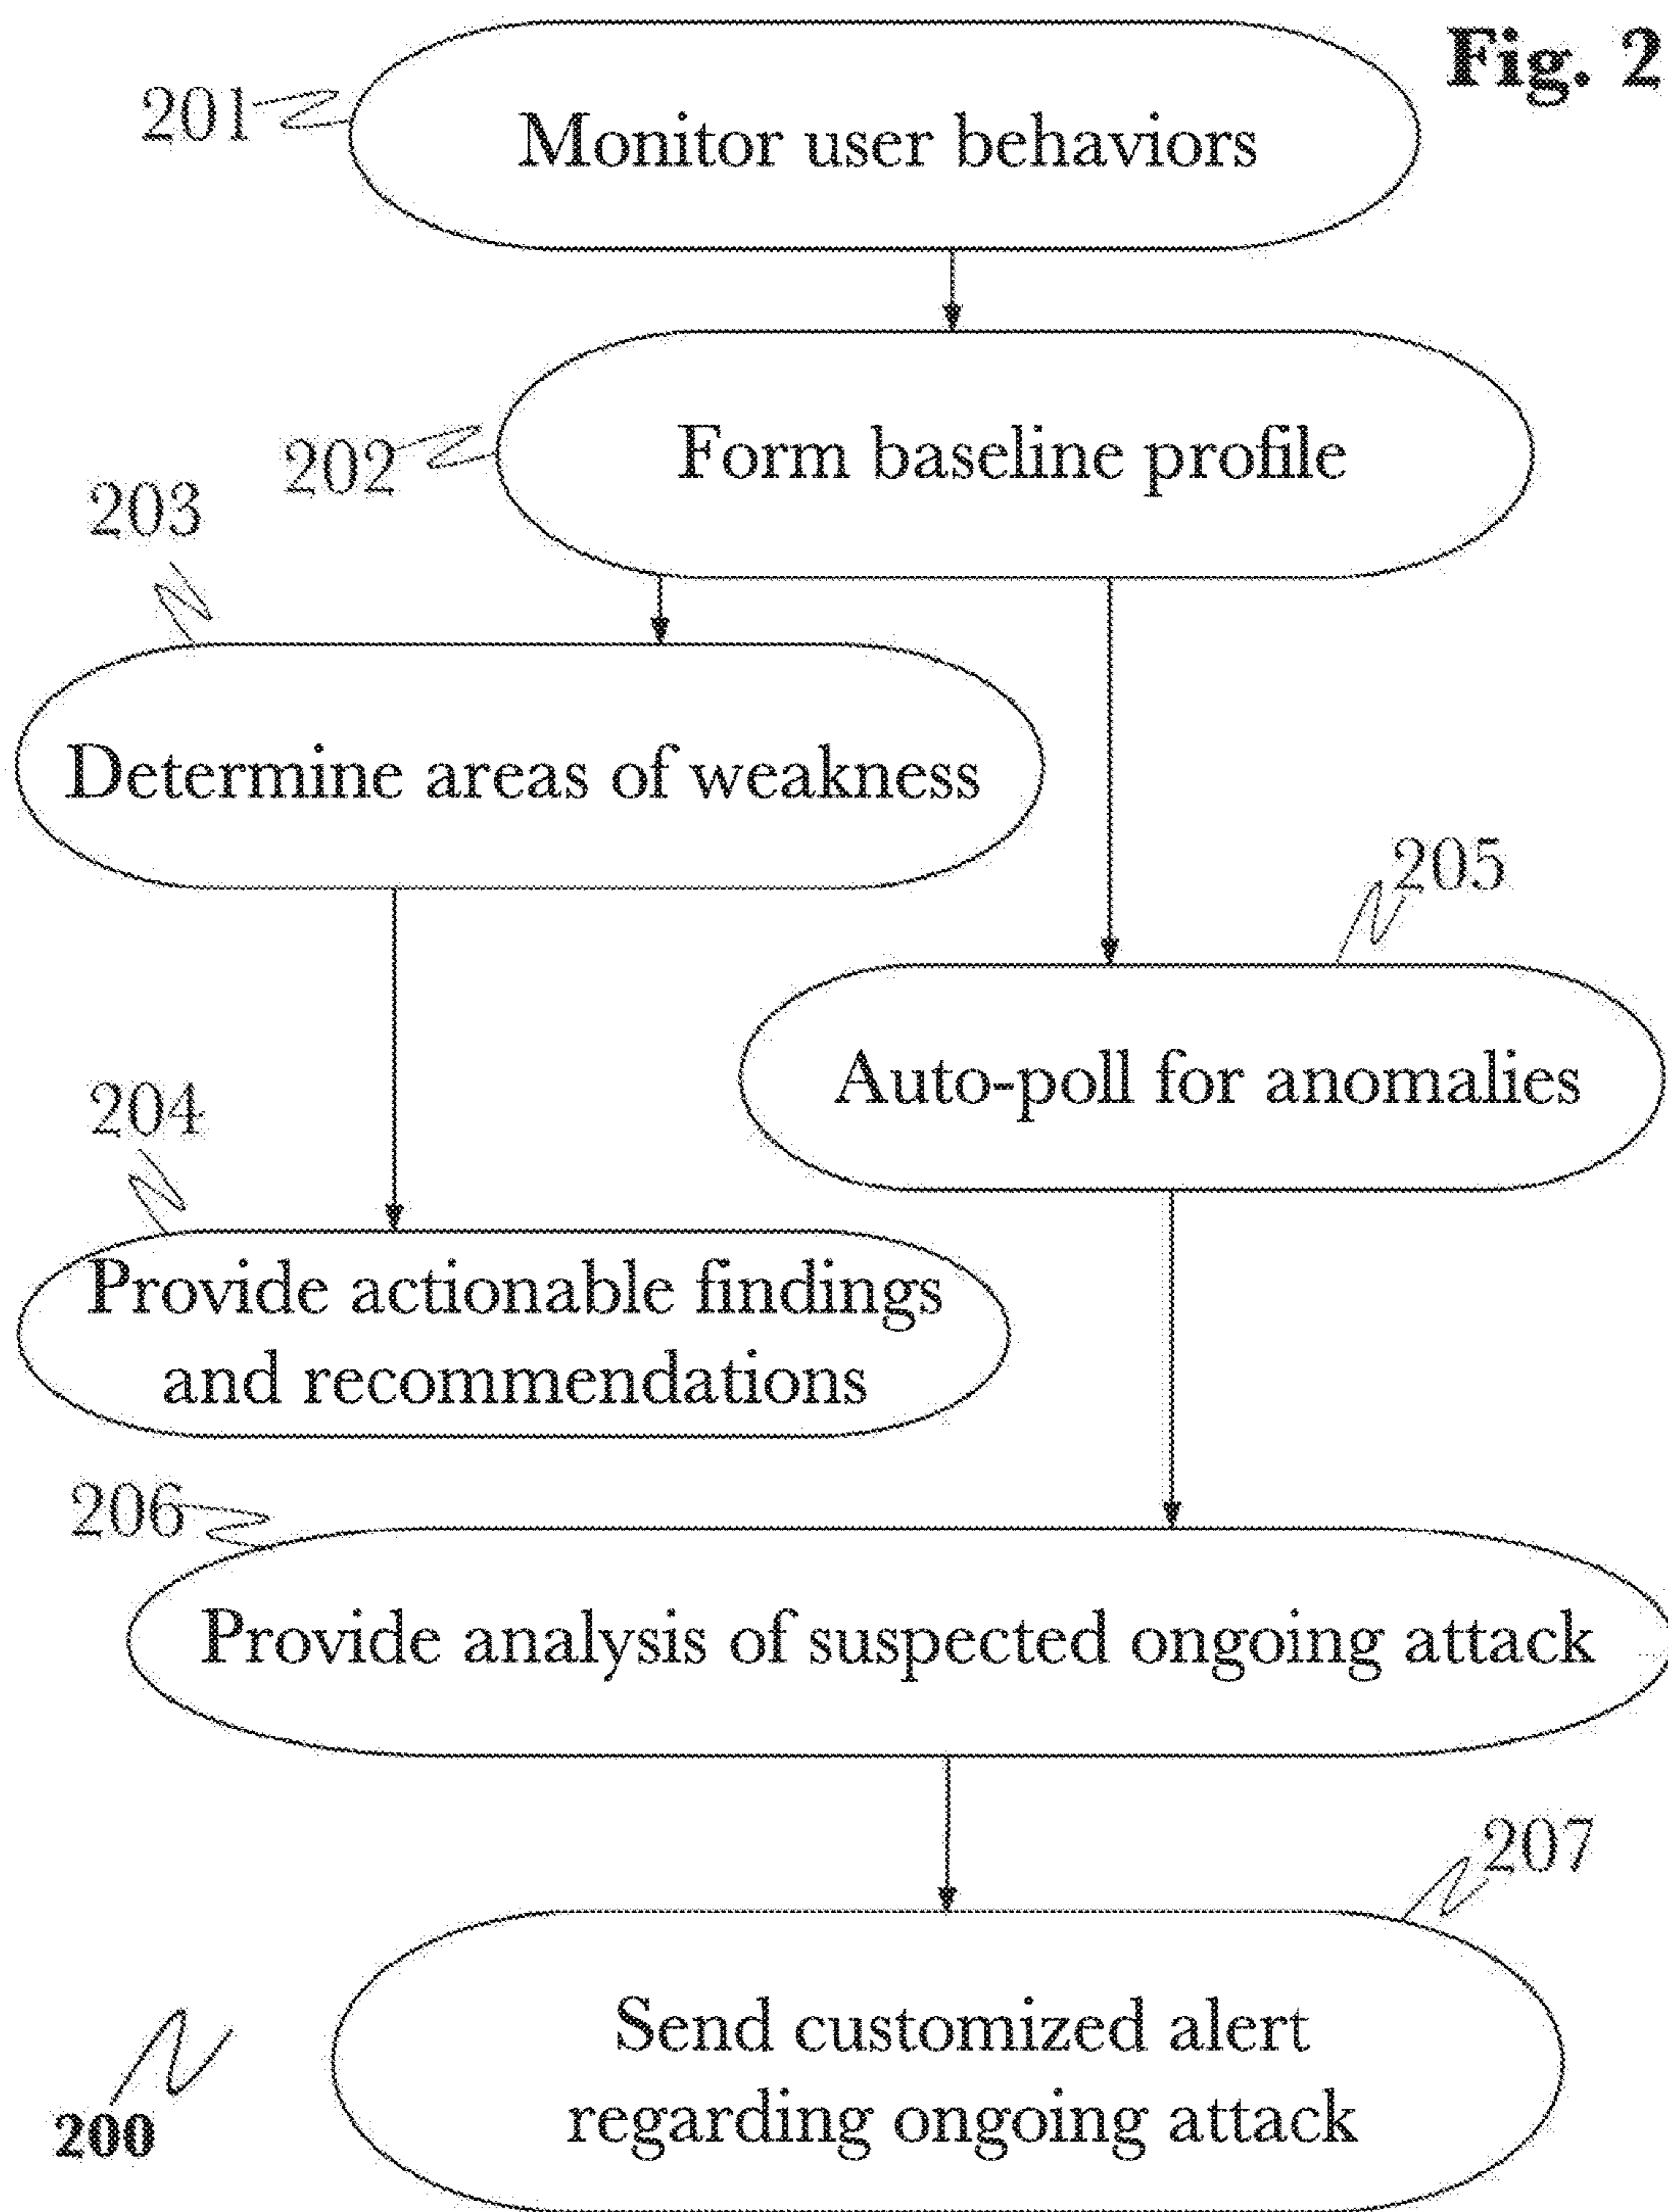 Fig. 2
201
Monitor user behaviors
202
Form baseline profile
203
Determine areas of weakness
205
Auto-poll for anomalies
204
Provide actionable findings
and recommendations
206
Provide analysis of suspected ongoing attack
207
Send customized alert
regarding ongoing attack
200